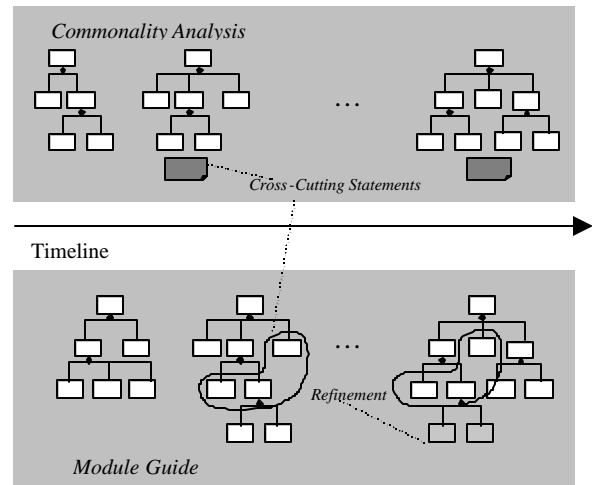 Commonality Analysis
...
Cross-Cutting Statements
Timeline
...
Refinement
Module Guide